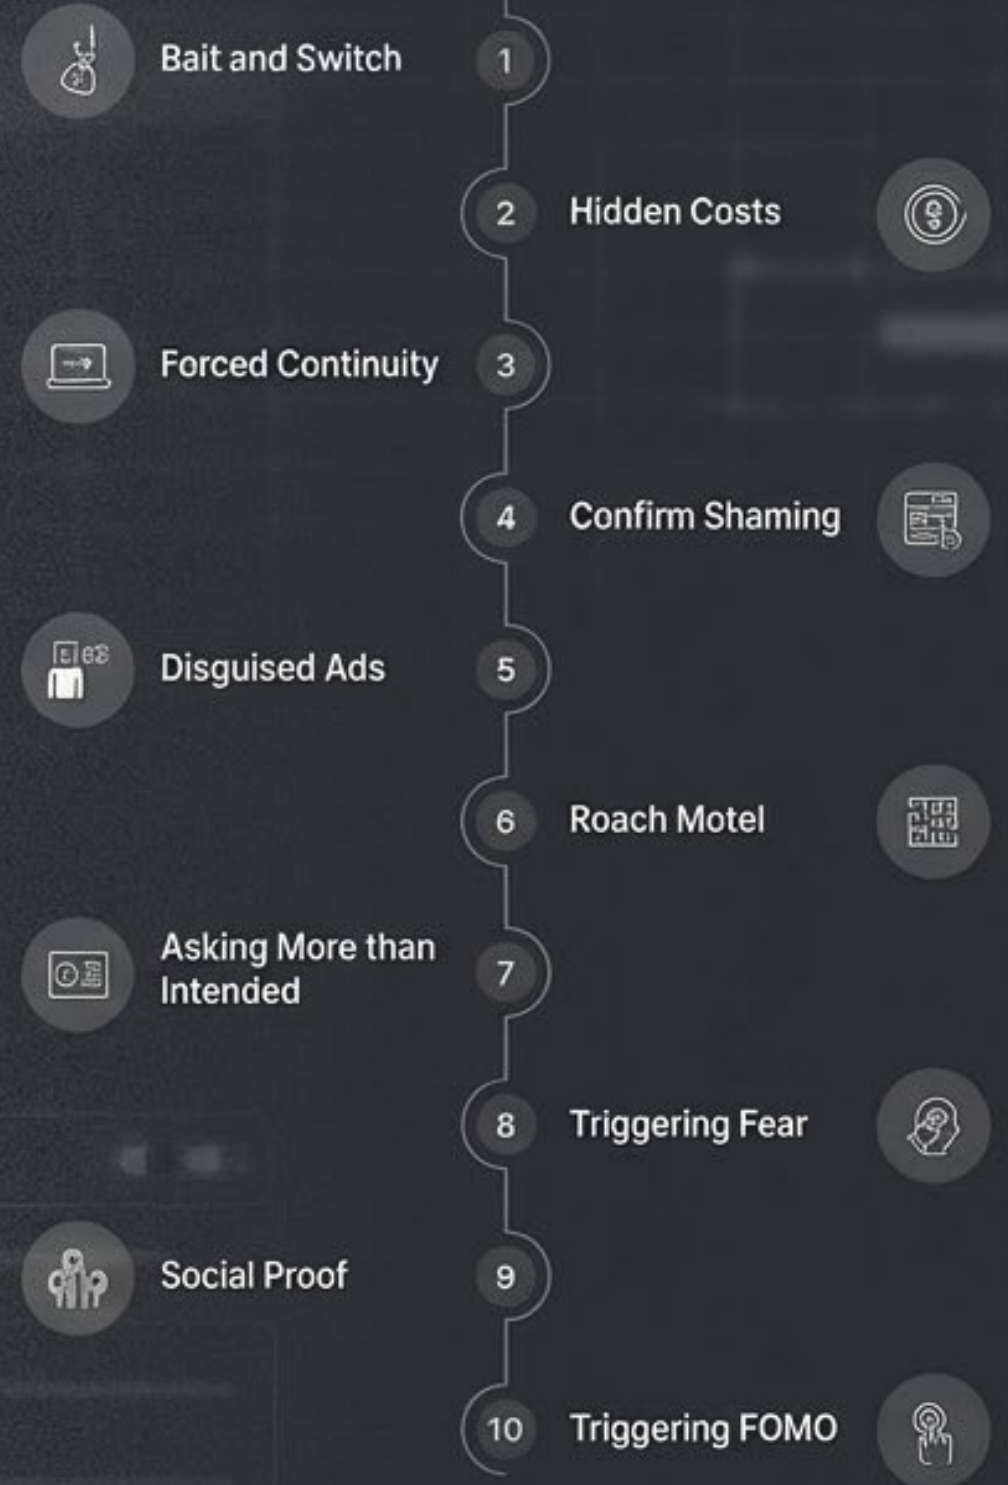 Bait and Switch
1
2
Hidden Costs
Forced Continuity
3
4
Confirm Shaming
Disguised Ads
5
6
Roach Motel
Asking More than
Intended
7
8
Triggering Fear
Social Proof
9
10
Triggering FOMO